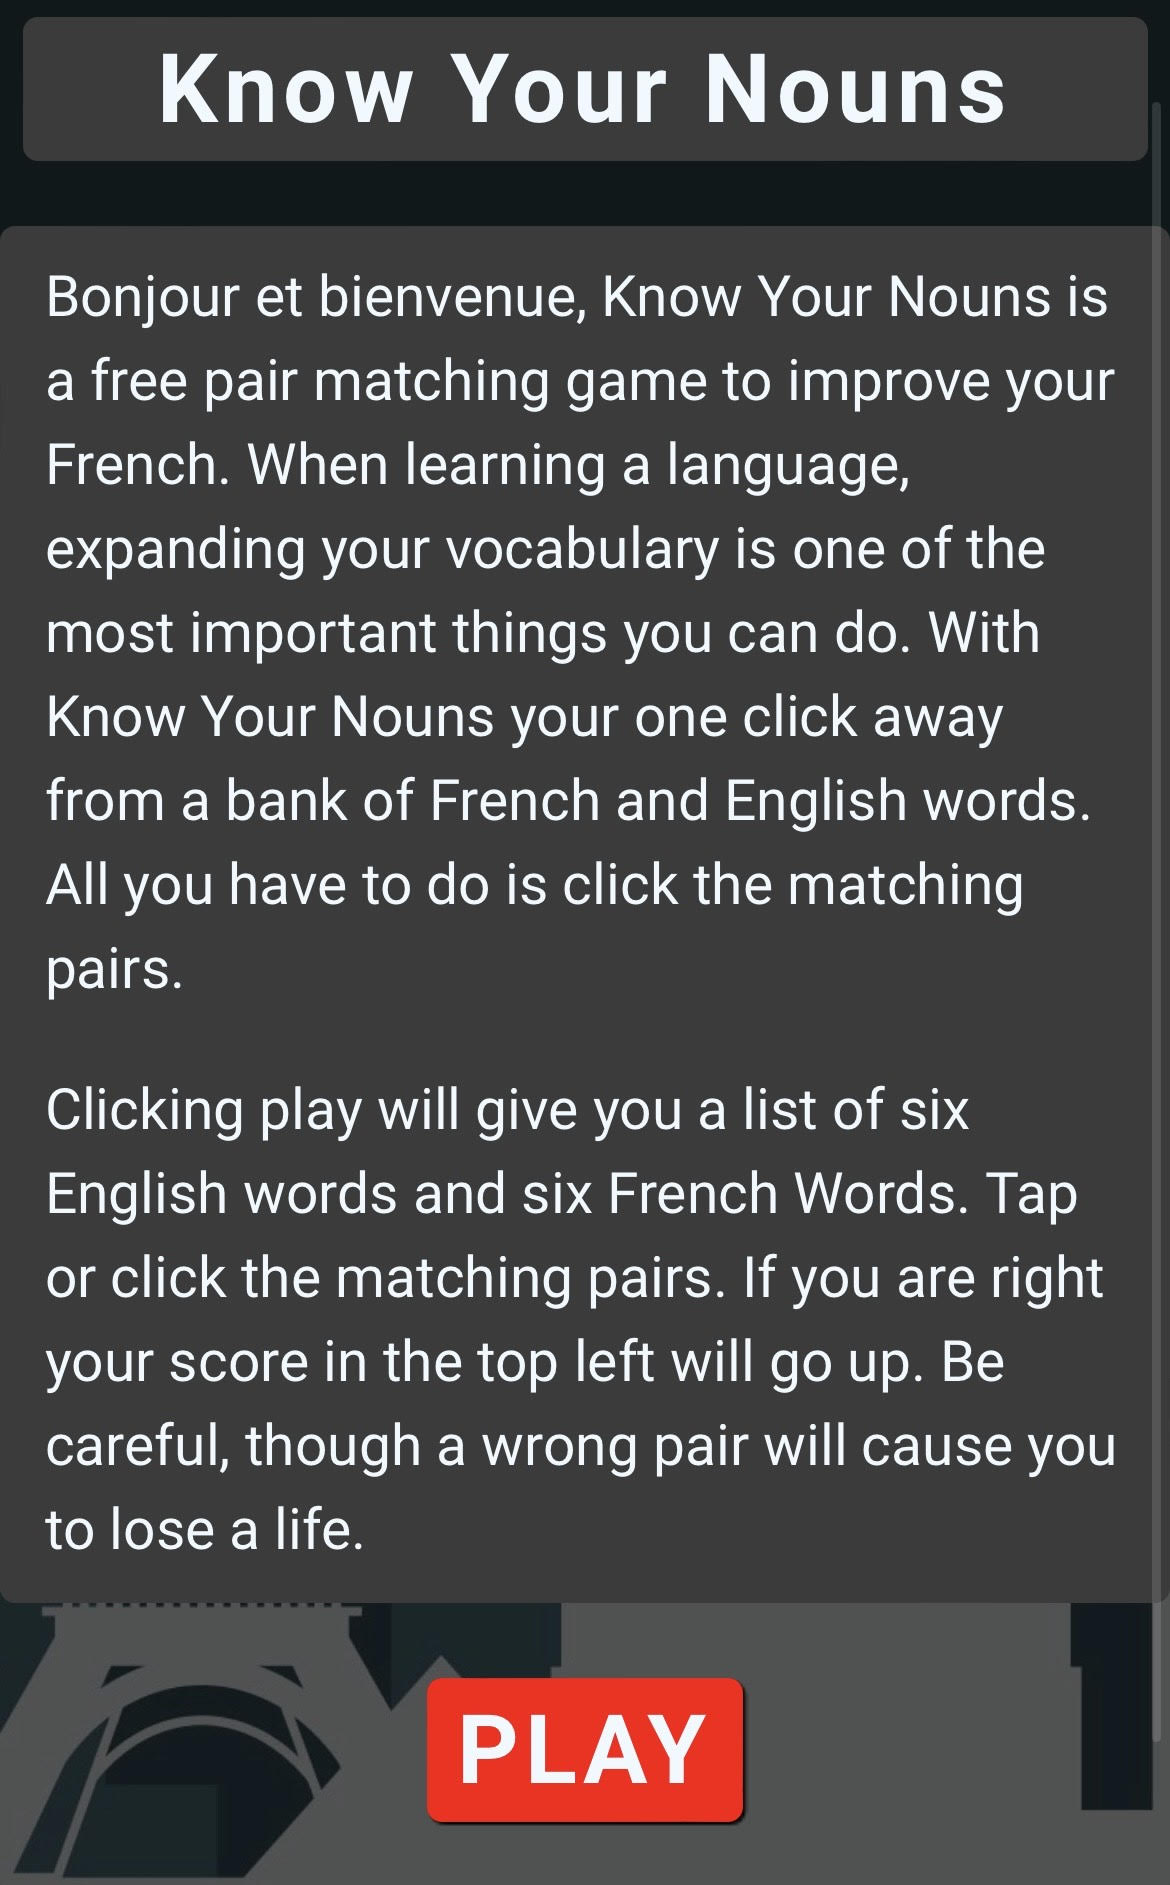 Know Your Nouns
Bonjour et bienvenue, Know Your Nouns is
a free pair matching game to improve your
French. When learning a language,
expanding your vocabulary is one of the
most important things you can do. With
Know Your Nouns your one click away
from a bank of French and English words.
All you have to do is click the matching
pairs.
Clicking play will give you a list of six
English words and six French Words. Tap
or click the matching pairs. If you are right
your score in the top left will go up. Be
careful, though a wrong pair will cause you
to lose a life.
PLAY